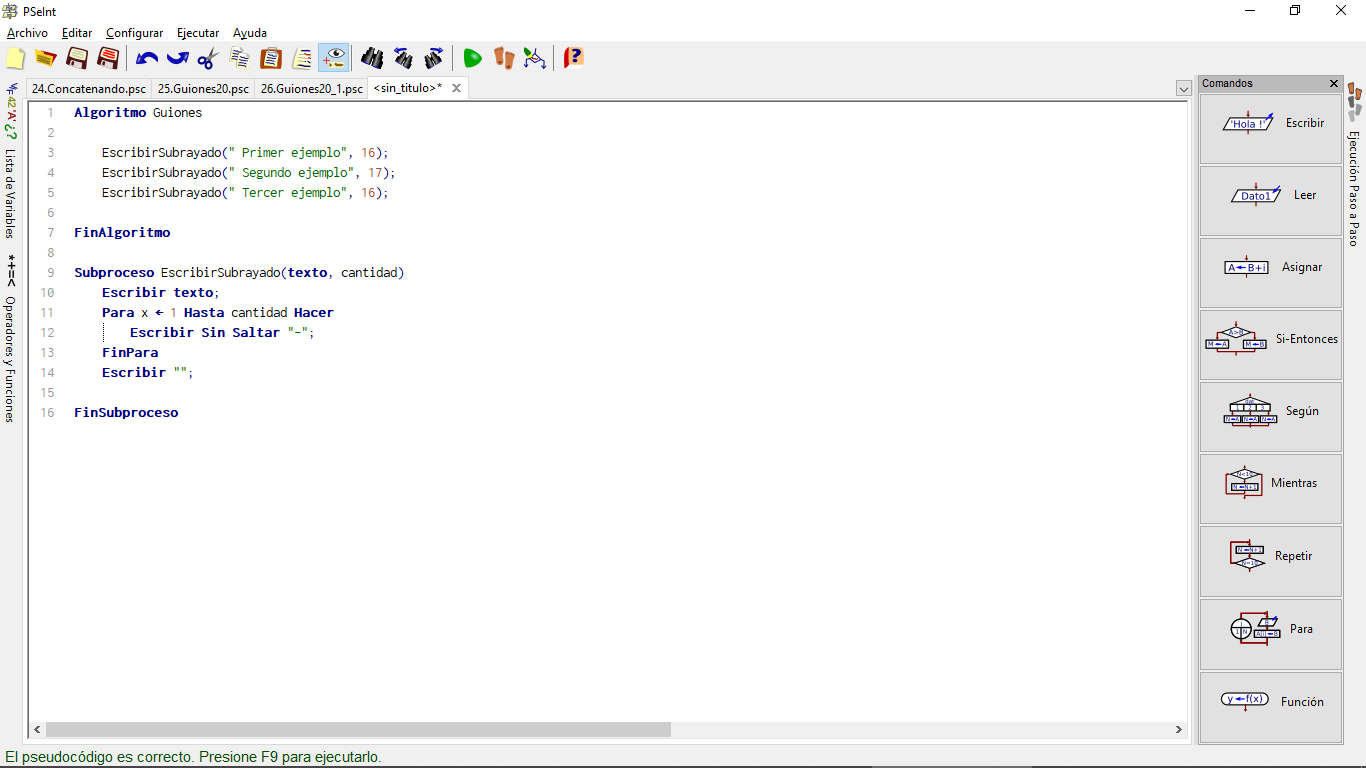 PSeInt
Archivo Editar Configurar Ejecutar Ayuda
24.Concatenando.psc 25.Guiones20.psc 26.Guiones20_1.psc <sin_titulo>*
1 Algoritmo Guiones
2
3 EscribirSubrayado(" Primer ejemplo", 16);
4 EscribirSubrayado(" Segundo ejemplo", 17);
5 EscribirSubrayado(" Tercer ejemplo", 16);
6
7 FinAlgoritmo
8
9 Subproceso EscribirSubrayado(texto, cantidad)
10 Escribir texto;
11 Para x ← 1 Hasta cantidad Hacer
12 Escribir Sin Saltar "-";
13 FinPara
14 Escribir "";
15
16 FinSubproceso
*+=<
Lista de Variables
Operadores y Funciones
Comandos
'Hola !' Escribir
Dato1 Leer
A←B+i Asignar
A>B M←A M←B Si-Entonces
Según
Mientras
Repetir
Para
y←f(x) Función
Ejecución Paso a Paso
El pseudocódigo es correcto. Presione F9 para ejecutarlo.